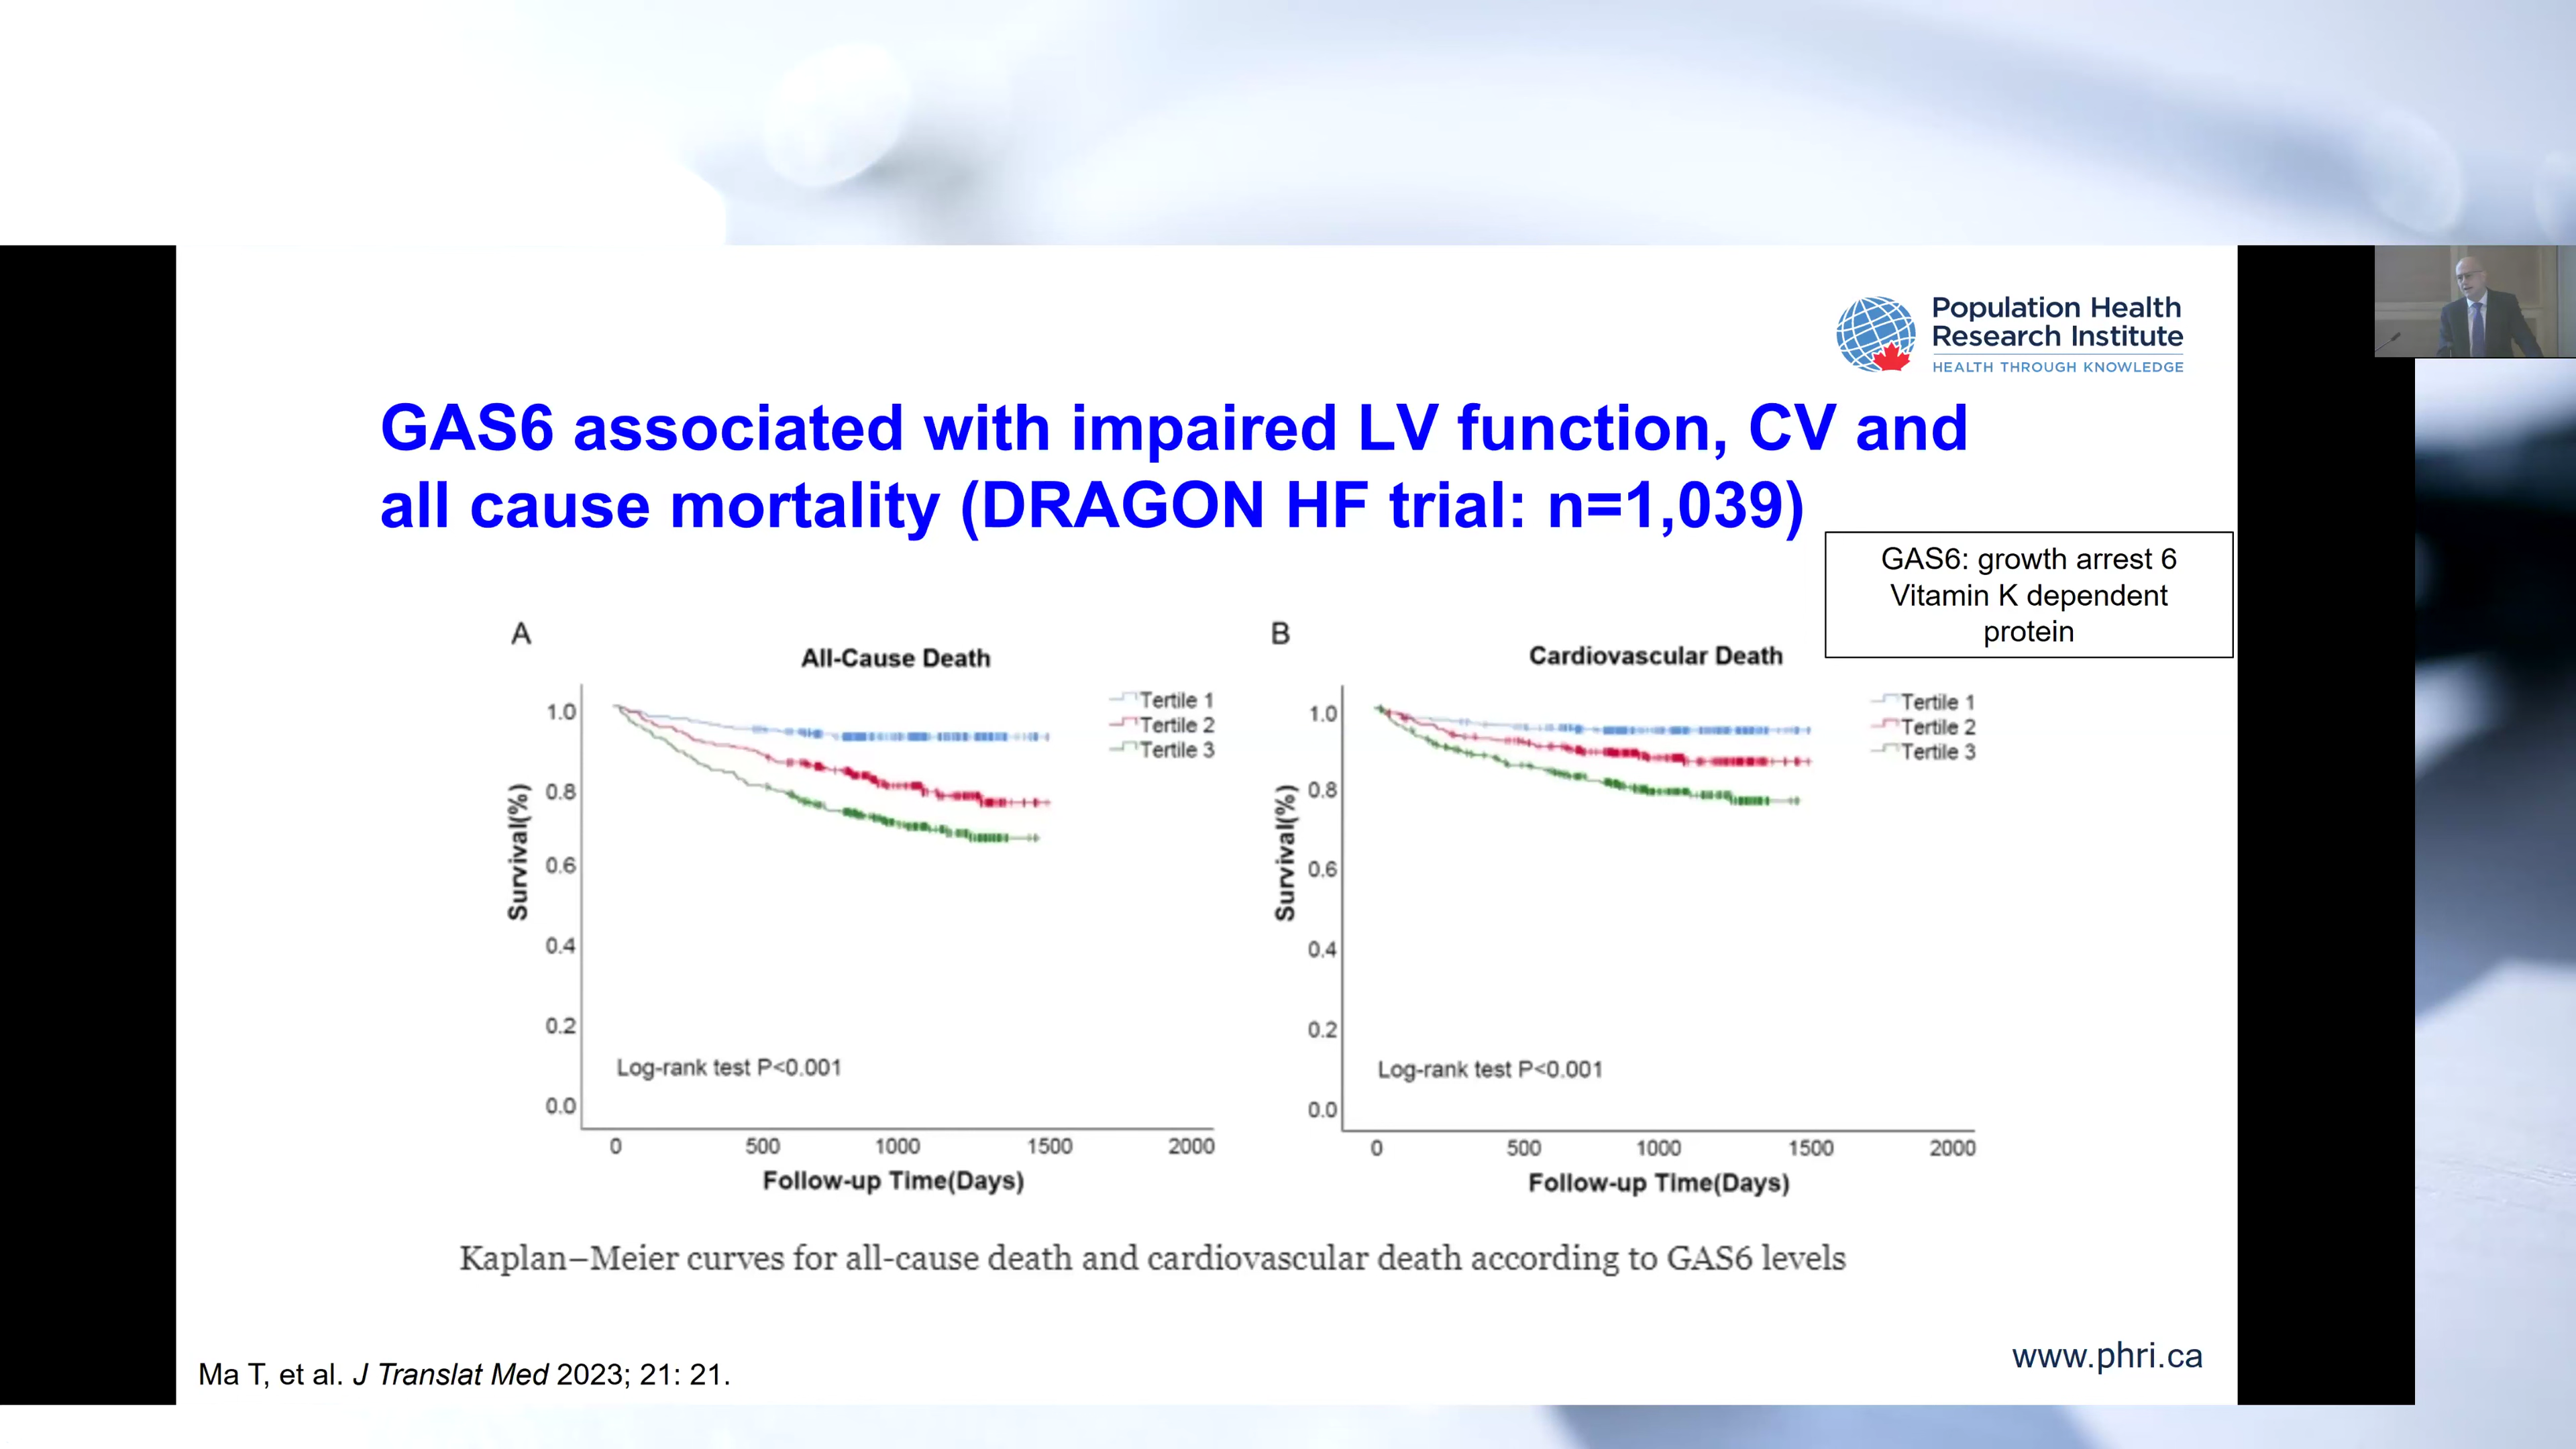 Population Health
Research Institute
HEALTH THROUGH KNOWLEDGE
GAS6 associated with impaired LV function, CV and
all cause mortality (DRAGON HF trial: n=1,039)
GAS6: growth arrest 6
Vitamin K dependent
protein
A
All-Cause Death
Tertile 1
Tertile 2
Tertile 3
Survival(%)
1.0
0.8
0.6
0.4
0.2
0.0
Log-rank test P<0.001
0 500 1000 1500 2000
Follow-up Time(Days)
B
Cardiovascular Death
Tertile 1
Tertile 2
Tertile 3
Survival(%)
1.0
0.8
0.6
0.4
0.2
0.0
Log-rank test P<0.001
0 500 1000 1500 2000
Follow-up Time(Days)
Kaplan–Meier curves for all-cause death and cardiovascular death according to GAS6 levels
www.phri.ca
Ma T, et al. J Translat Med 2023; 21: 21.